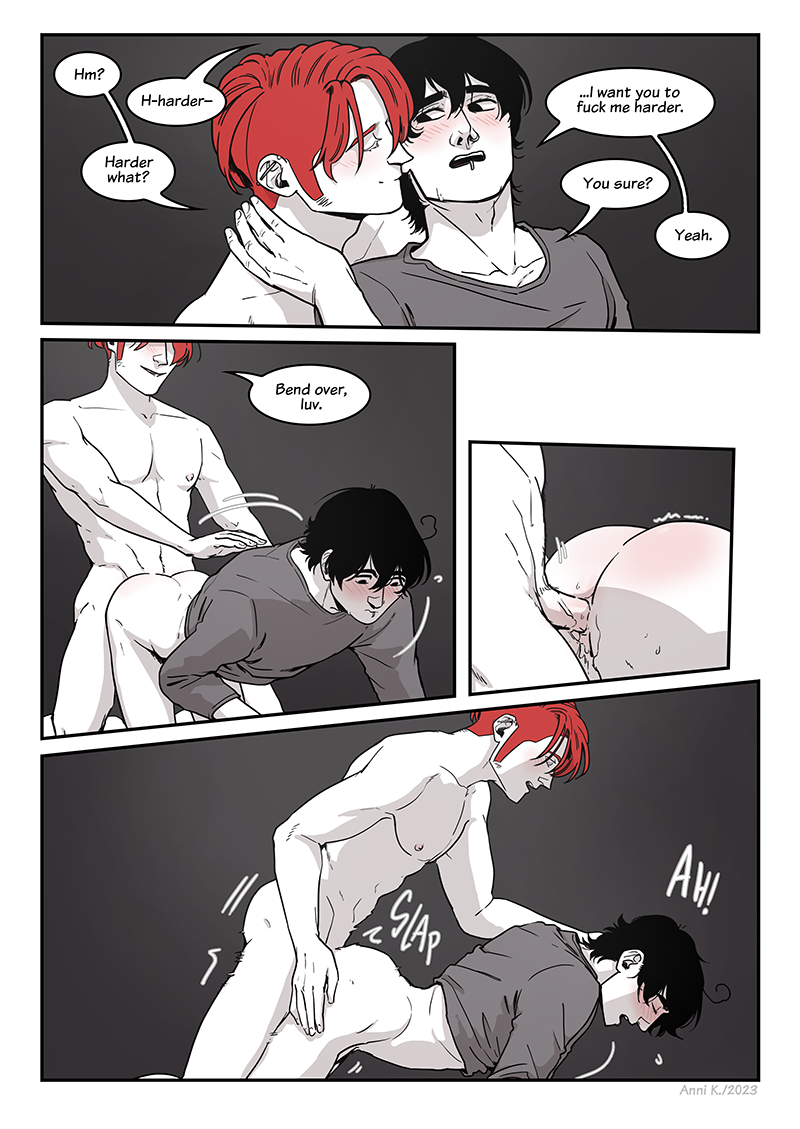 Hm?
H-harder–
Harder
what?
...I want you to
fuck me harder.
You sure?
Yeah.
Bend over,
luv.
SlAp
AH!
Anni K./2023